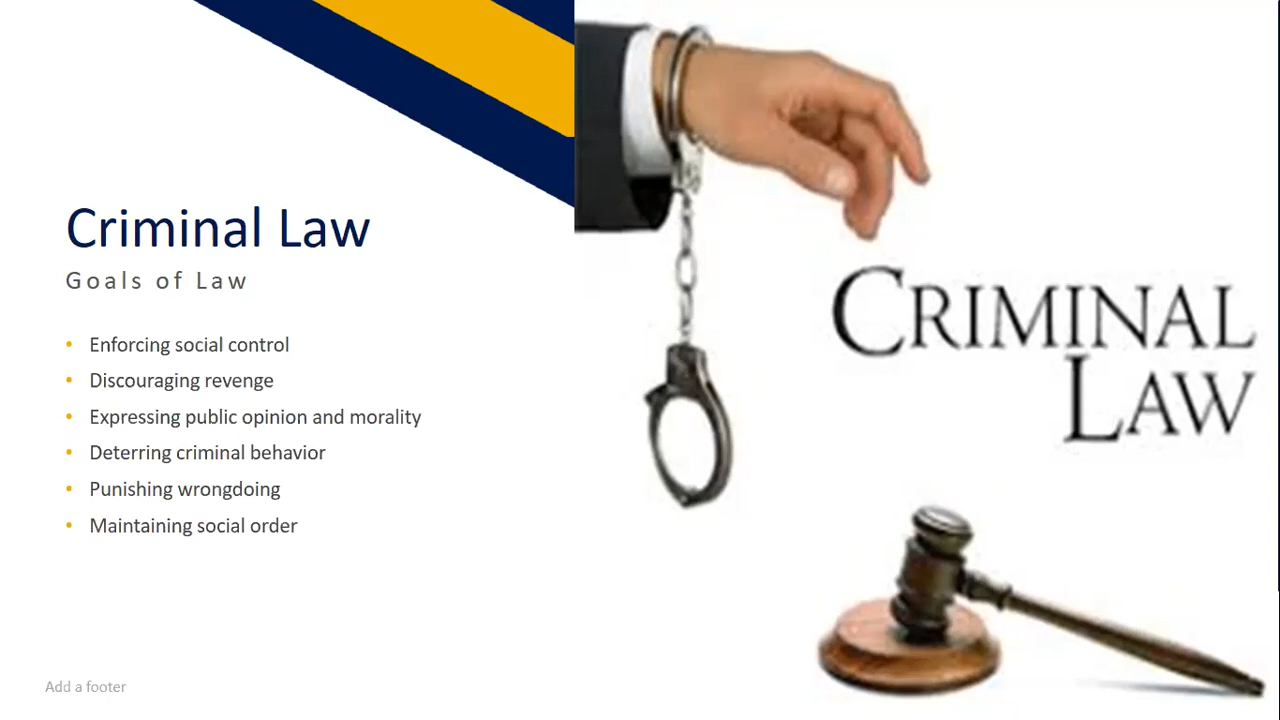 Criminal Law
Goals of Law
• Enforcing social control
• Discouraging revenge
• Expressing public opinion and morality
• Deterring criminal behavior
• Punishing wrongdoing
• Maintaining social order
Add a footer
CRIMINAL
LAW